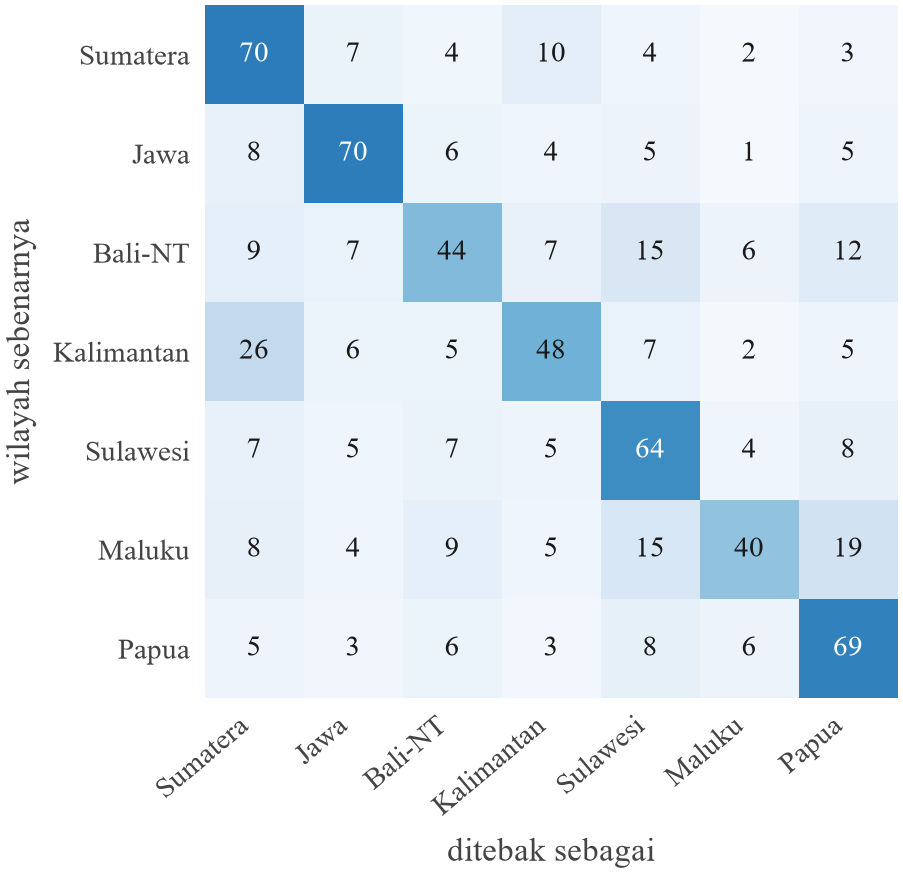 Sumatera 70 7 4 10 4 2 3
Jawa 8 70 6 4 5 1 5
Bali-NT 9 7 44 7 15 6 12
Kalimantan 26 6 5 48 7 2 5
Sulawesi 7 5 7 5 64 4 8
Maluku 8 4 9 5 15 40 19
Papua 5 3 6 3 8 6 69
wilayah sebenarnya
Sumatera Jawa Bali-NT Kalimantan Sulawesi Maluku Papua
ditebak sebagai